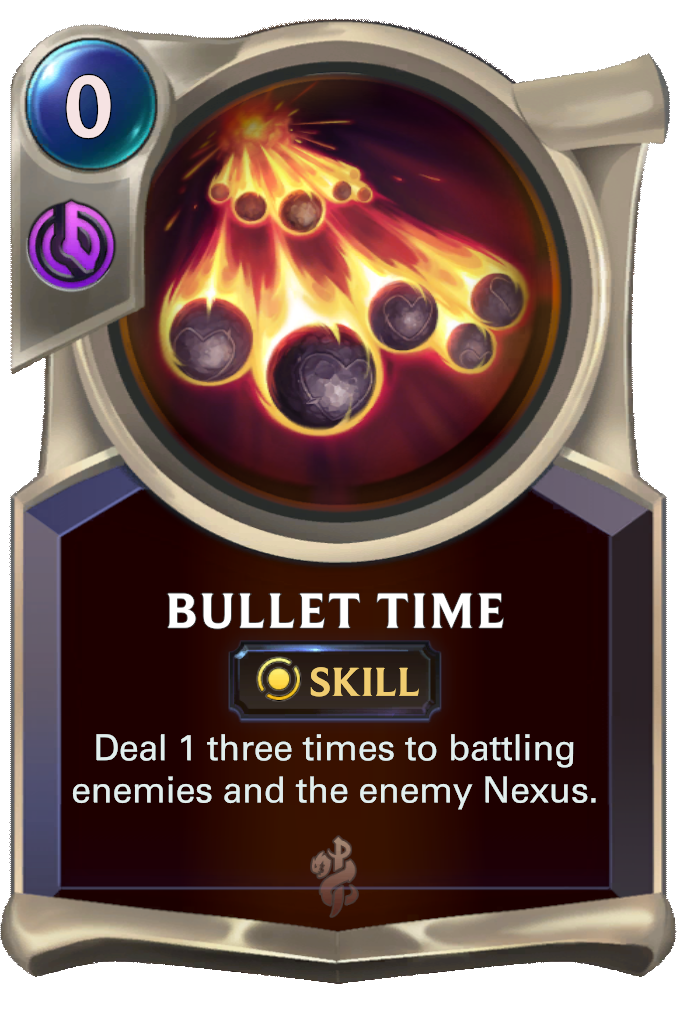 0
BULLET TIME
SKILL
Deal 1 three times to battling
enemies and the enemy Nexus.